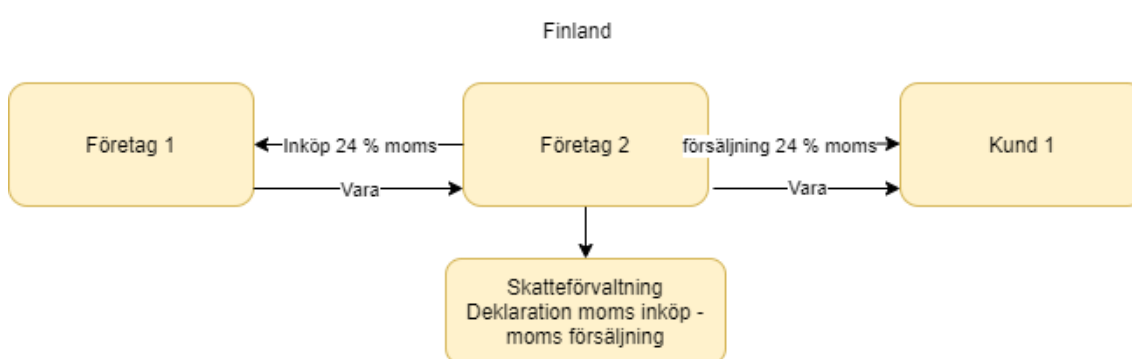 Finland
Företag 1
Inköp 24 % moms
Företag 2
försäljning 24 % moms
Kund 1
Vara
Vara
Skatteförvaltning
Deklaration moms inköp -
moms försäljning